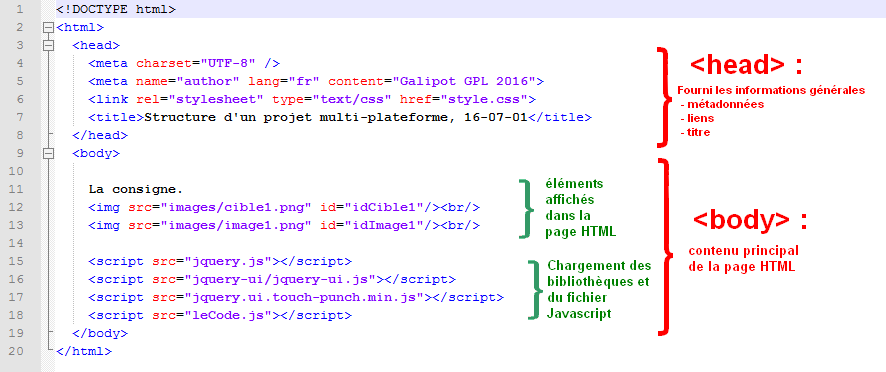 1 <!DOCTYPE html>
2 <html>
3 <head>
4 <meta charset="UTF-8" />
5 <meta name="author" lang="fr" content="Galipot GPL 2016">
6 <link rel="stylesheet" type="text/css" href="style.css">
7 <title>Structure d'un projet multi-plateforme, 16-07-01</title>
8 </head>
9 <body>
10
11 La consigne.
12 <img src="images/cible1.png" id="idCible1"/><br/>
13 <img src="images/image1.png" id="idImage1"/><br/>
14
15 <script src="jquery.js"></script>
16 <script src="jquery-ui/jquery-ui.js"></script>
17 <script src="jquery.ui.touch-punch.min.js"></script>
18 <script src="leCode.js"></script>
19 </body>
20 </html>
<head> :
Fourni les informations générales
- métadonnées
- liens
- titre
éléments
affichés
dans la
page HTML
Chargement des
bibliothèques et
du fichier
Javascript
<body> :
contenu principal
de la page HTML